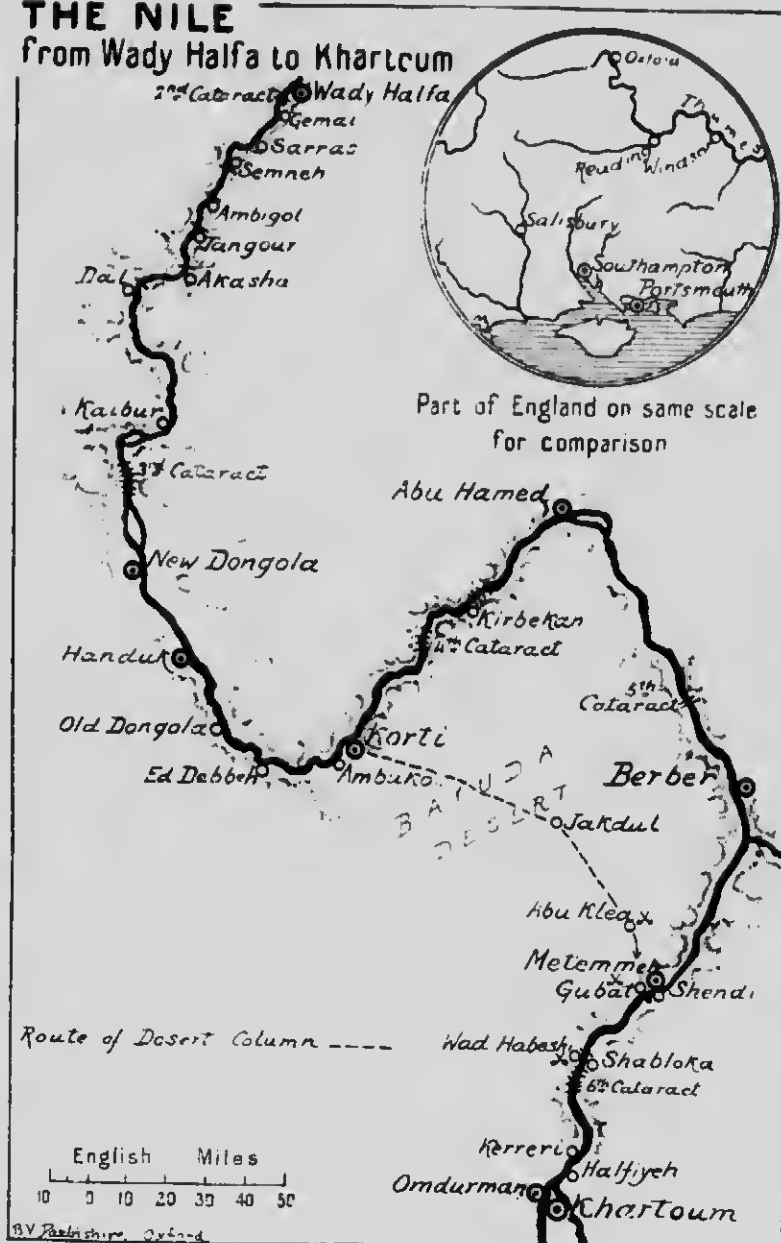 THE NILE
from Wady Halfa to Khartoum
2nd Cataract
Wady Halfa
Gemai
Sarras
Semneh
Ambigol
Tangour
Dal
Akasha
Kaibur
3rd Cataract
New Dongola
Handuk
Old Dongola
Ed Debbeh
Ambuko
Korti
Oxford
Thames
Reading
Windsor
Salisbury
Southampton
Portsmouth
Part of England on same scale
for comparison
Abu Hamed
Kirbekan
4th Cataract
5th
Cataract
Berber
BAIUDA
DESERT
Jakdul
Abu Klea
Metemmeh
Gubat
Shendi
Route of Desert Column
Wad Habeshi
Shabloka
6th Cataract
Kerreri
Halfiyeh
Omdurman
Khartoum
English Miles
10 0 10 20 30 40 50
B.V. Darbishire, Oxford